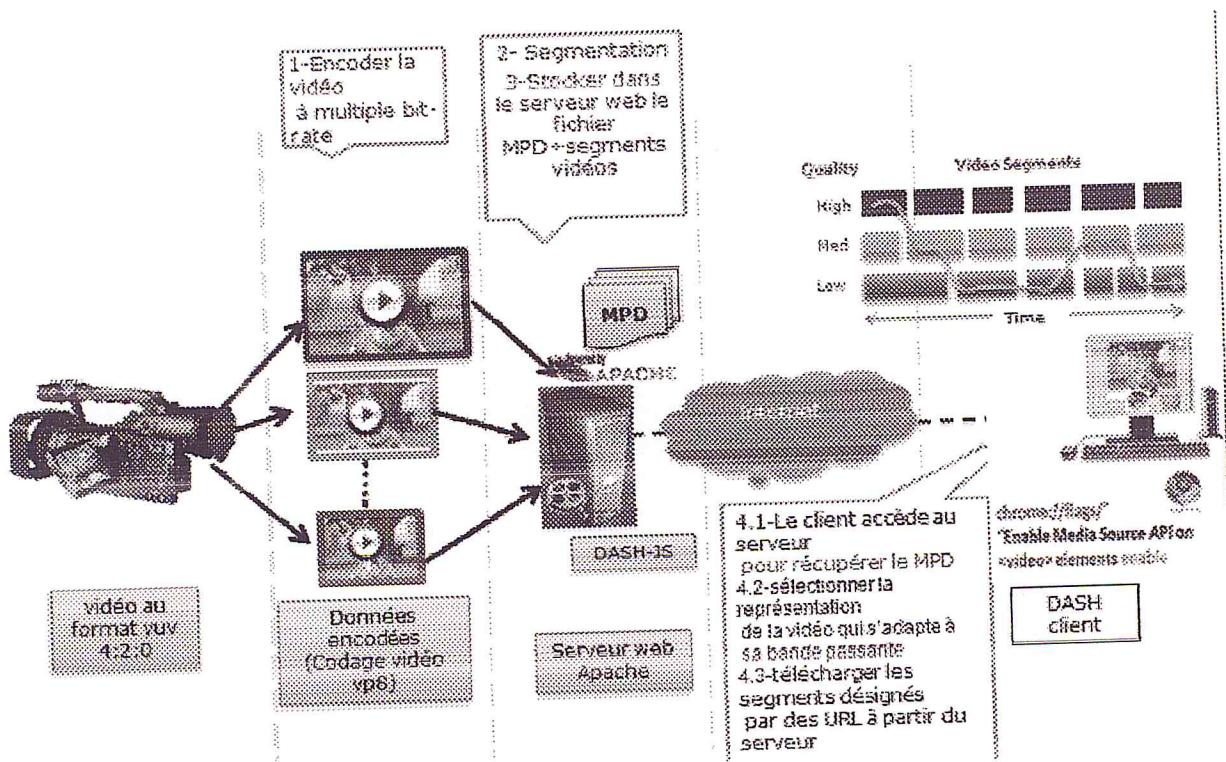 1-Encoder la
vidéo
à multiple bit-
rate
2- Segmentation
3-Stocker dans
le serveur web le
fichier
MPD+segments
vidéos
Quality
Video Segments
High
Med
Low
Time
MPD
APACHE
Internet
DASH-JS
vidéo au
format yuv
4:2:0
Données
encodées
(Codage vidéo
vp8)
Serveur web
Apache
4.1-Le client accède au
serveur
pour récupérer le MPD
4.2-sélectionner la
représentation
de la vidéo qui s'adapte à
sa bande passante
4.3-télécharger les
segments désignés
par des URL à partir du
serveur
chrome://flags/
"Enable Media Source API on
<video> elements enable
DASH
client